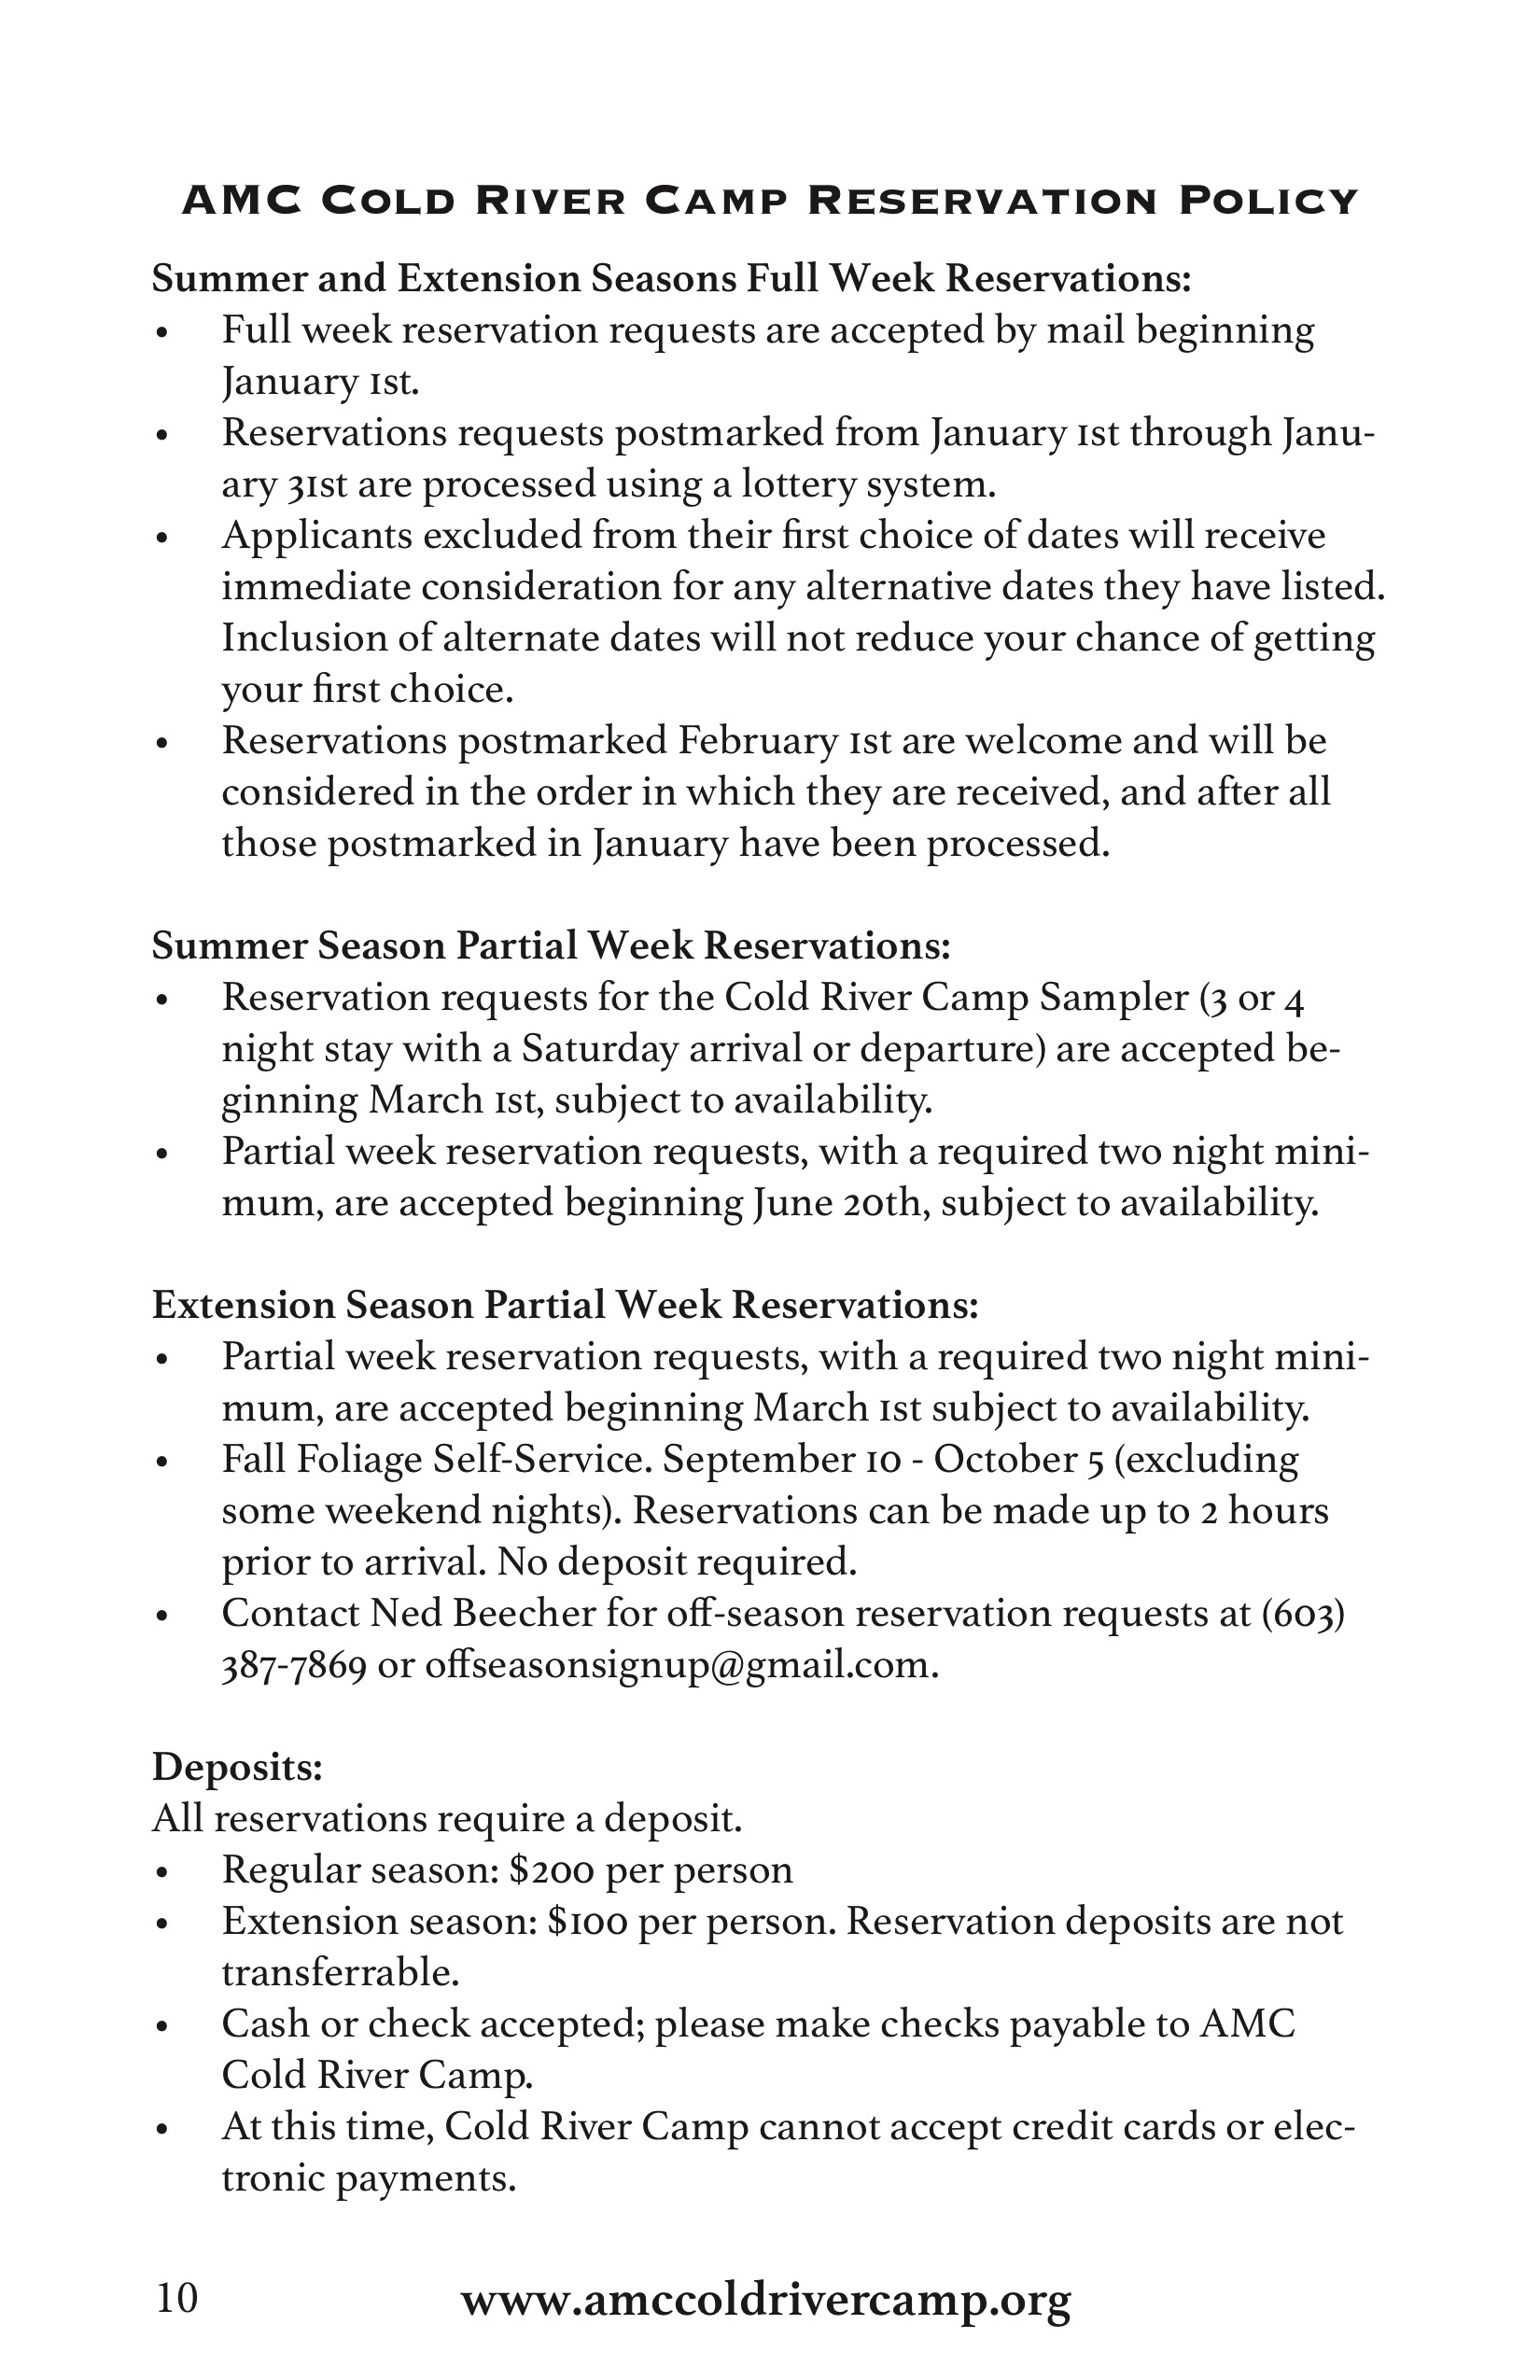 AMC Cold River Camp Reservation Policy
Summer and Extension Seasons Full Week Reservations:
• Full week reservation requests are accepted by mail beginning
January 1st.
• Reservations requests postmarked from January 1st through Janu-
ary 31st are processed using a lottery system.
• Applicants excluded from their first choice of dates will receive
immediate consideration for any alternative dates they have listed.
Inclusion of alternate dates will not reduce your chance of getting
your first choice.
• Reservations postmarked February 1st are welcome and will be
considered in the order in which they are received, and after all
those postmarked in January have been processed.
Summer Season Partial Week Reservations:
• Reservation requests for the Cold River Camp Sampler (3 or 4
night stay with a Saturday arrival or departure) are accepted be-
ginning March 1st, subject to availability.
• Partial week reservation requests, with a required two night mini-
mum, are accepted beginning June 20th, subject to availability.
Extension Season Partial Week Reservations:
• Partial week reservation requests, with a required two night mini-
mum, are accepted beginning March 1st subject to availability.
• Fall Foliage Self-Service. September 10 - October 5 (excluding
some weekend nights). Reservations can be made up to 2 hours
prior to arrival. No deposit required.
• Contact Ned Beecher for off-season reservation requests at (603)
387-7869 or offseasonsignup@gmail.com.
Deposits:
All reservations require a deposit.
• Regular season: $200 per person
• Extension season: $100 per person. Reservation deposits are not
transferrable.
• Cash or check accepted; please make checks payable to AMC
Cold River Camp.
• At this time, Cold River Camp cannot accept credit cards or elec-
tronic payments.
10 www.amccoldrivercamp.org